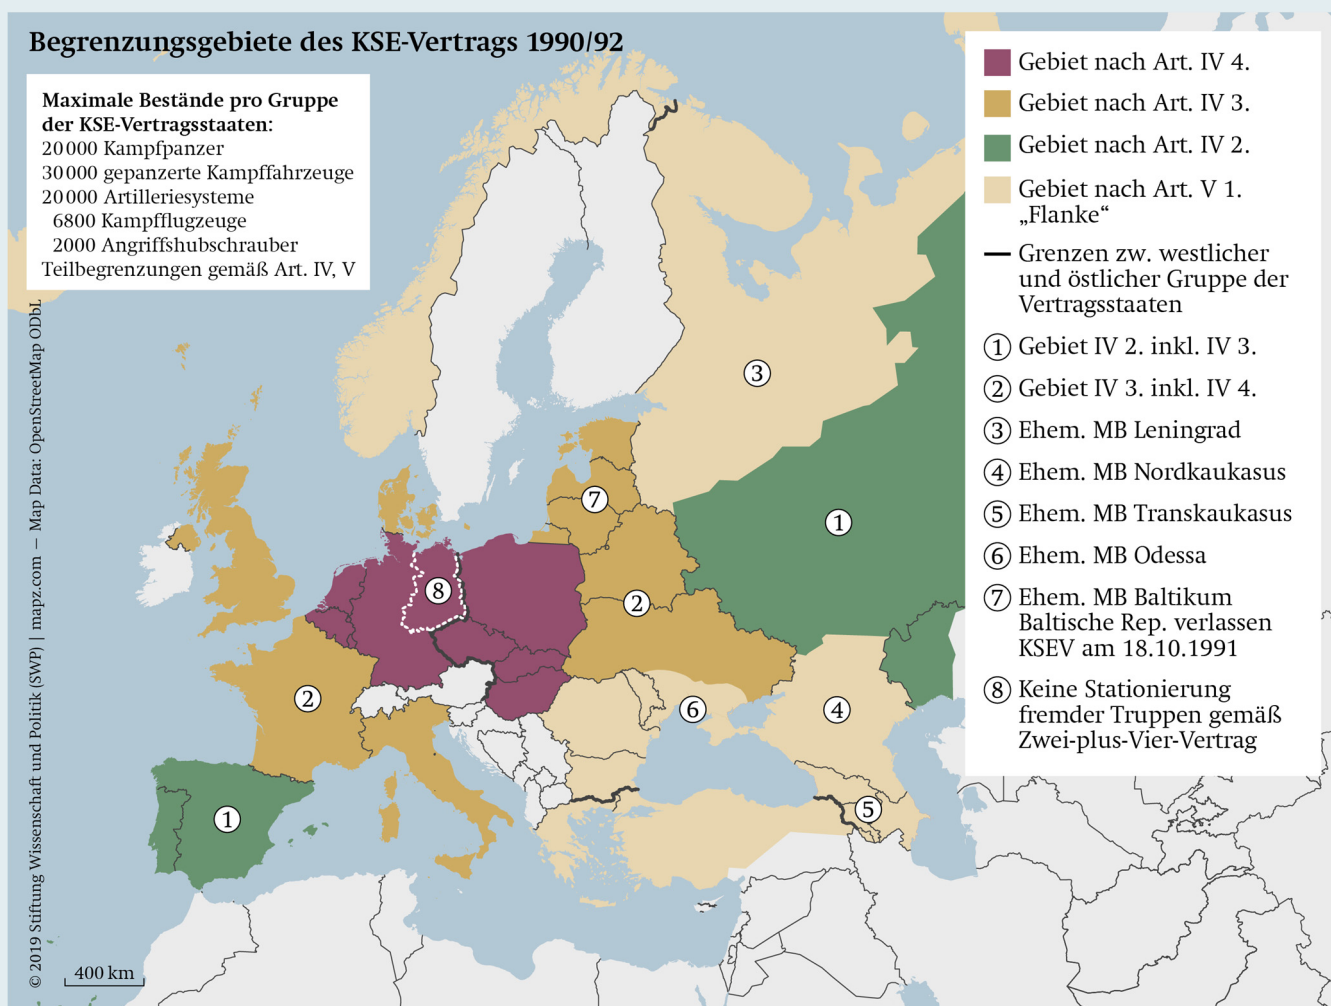 Begrenzungsgebiete des KSE-Vertrags 1990/92
Maximale Bestände pro Gruppe
der KSE-Vertragsstaaten:
20 000 Kampfpanzer
30 000 gepanzerte Kampffahrzeuge
20 000 Artilleriesysteme
6800 Kampfflugzeuge
2000 Angriffshubschrauber
Teilbegrenzungen gemäß Art. IV, V
Gebiet nach Art. IV 4.
Gebiet nach Art. IV 3.
Gebiet nach Art. IV 2.
Gebiet nach Art. V 1.
„Flanke“
Grenzen zw. westlicher
und östlicher Gruppe der
Vertragsstaaten
1 Gebiet IV 2. inkl. IV 3.
2 Gebiet IV 3. inkl. IV 4.
3 Ehem. MB Leningrad
4 Ehem. MB Nordkaukasus
5 Ehem. MB Transkaukasus
6 Ehem. MB Odessa
7 Ehem. MB Baltikum
Baltische Rep. verlassen
KSEV am 18.10.1991
8 Keine Stationierung
fremder Truppen gemäß
Zwei-plus-Vier-Vertrag
3
7
1
8
2
2
6
4
5
1
400 km
© 2019 Stiftung Wissenschaft und Politik (SWP) | mapz.com — Map Data: OpenStreetMap ODbL